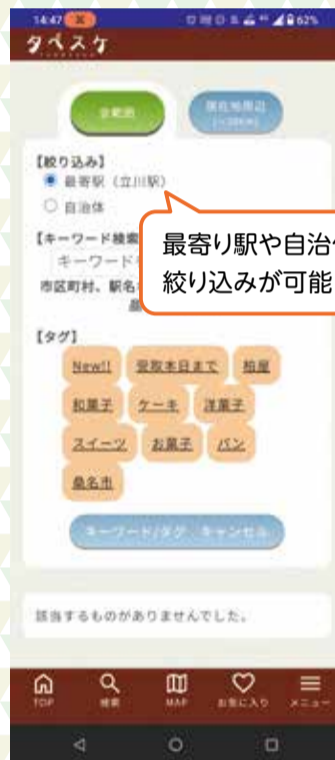 14:47
62%
タベスケ
全範囲
現在地周辺
【絞り込み】
最寄駅（立川駅）
自治体
【キーワード検索
キーワードを
市区町村、駅名
最寄り駅や自治体
絞り込みが可能
【タグ】
New!!
受取本日まで
柏屋
和菓子
ケーキ
洋菓子
スイーツ
お菓子
パン
桑名市
キーワード/タグ キャンセル
該当するものがありませんでした。
TOP
検索
MAP
お気に入り
メニュー